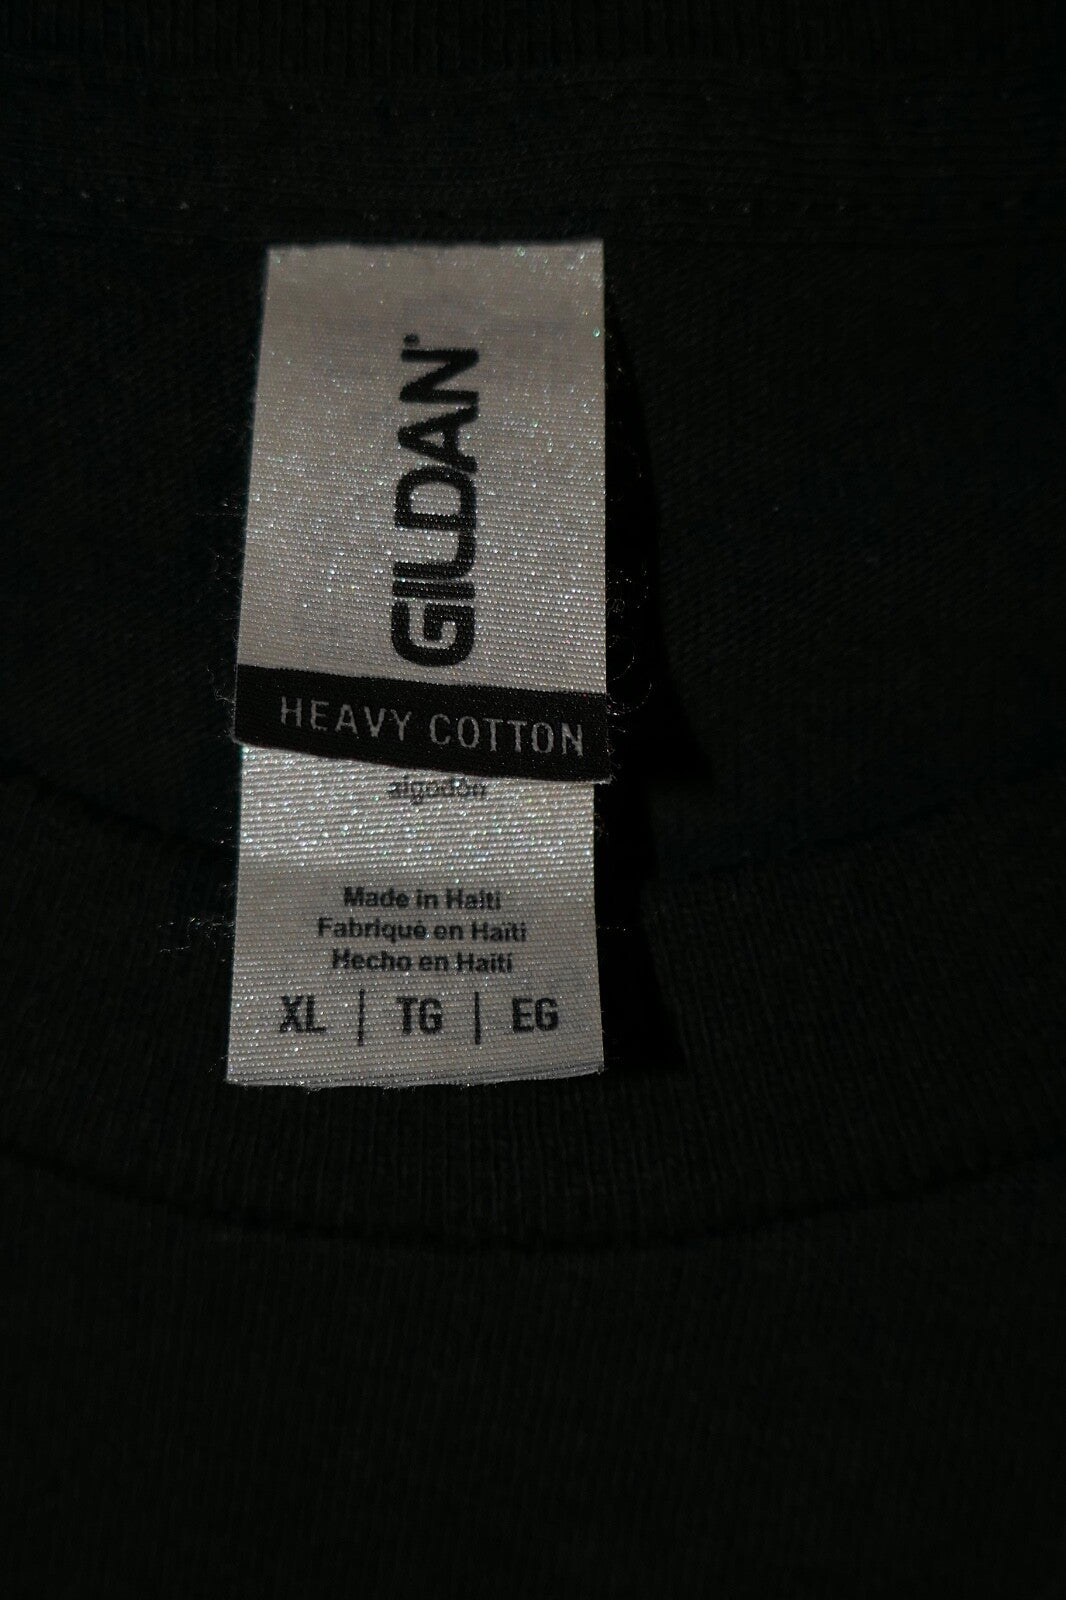 GILDAN®
HEAVY COTTON
algodón
Made in Haiti
Fabriqué en Haïti
Hecho en Haití
XL | TG | EG